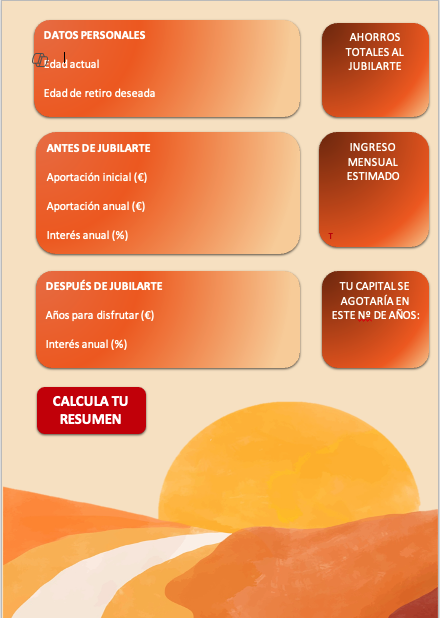 DATOS PERSONALES
Edad actual
Edad de retiro deseada
AHORROS
TOTALES AL
JUBILARTE
ANTES DE JUBILARTE
Aportación inicial (€)
Aportación anual (€)
Interés anual (%)
INGRESO
MENSUAL
ESTIMADO
T
DESPUÉS DE JUBILARTE
Años para disfrutar (€)
Interés anual (%)
TU CAPITAL SE
AGOTARÍA EN
ESTE Nº DE AÑOS:
CALCULA TU
RESUMEN